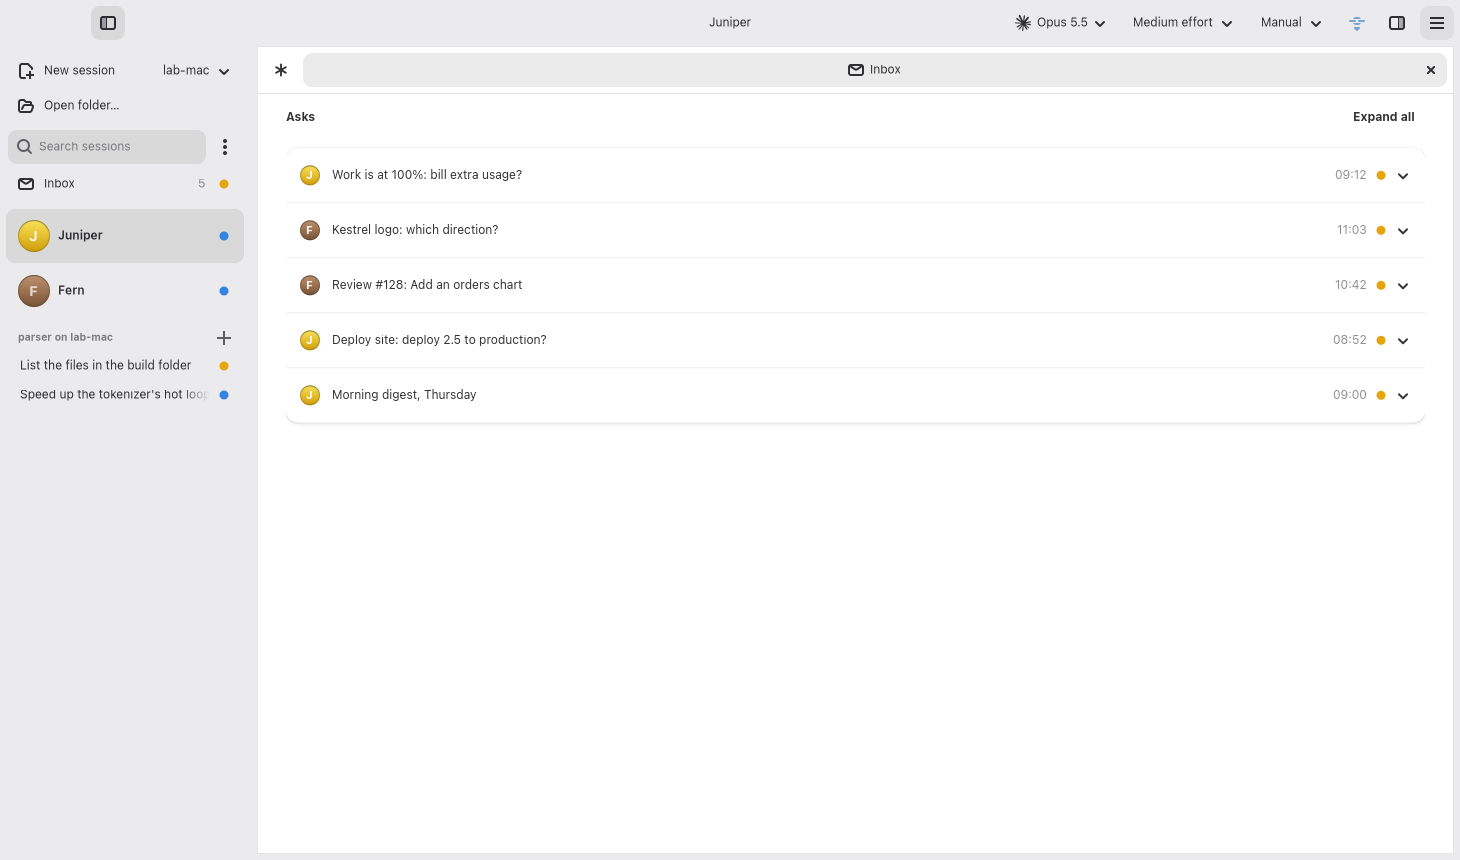 Juniper
Opus 5.5
Medium effort
Manual
New session
lab-mac
Open folder...
Search sessions
Inbox
5
J
Juniper
F
Fern
parser on lab-mac
List the files in the build folder
Speed up the tokenizer's hot loop
Inbox
Asks
Expand all
J
Work is at 100%: bill extra usage?
09:12
F
Kestrel logo: which direction?
11:03
F
Review #128: Add an orders chart
10:42
J
Deploy site: deploy 2.5 to production?
08:52
J
Morning digest, Thursday
09:00